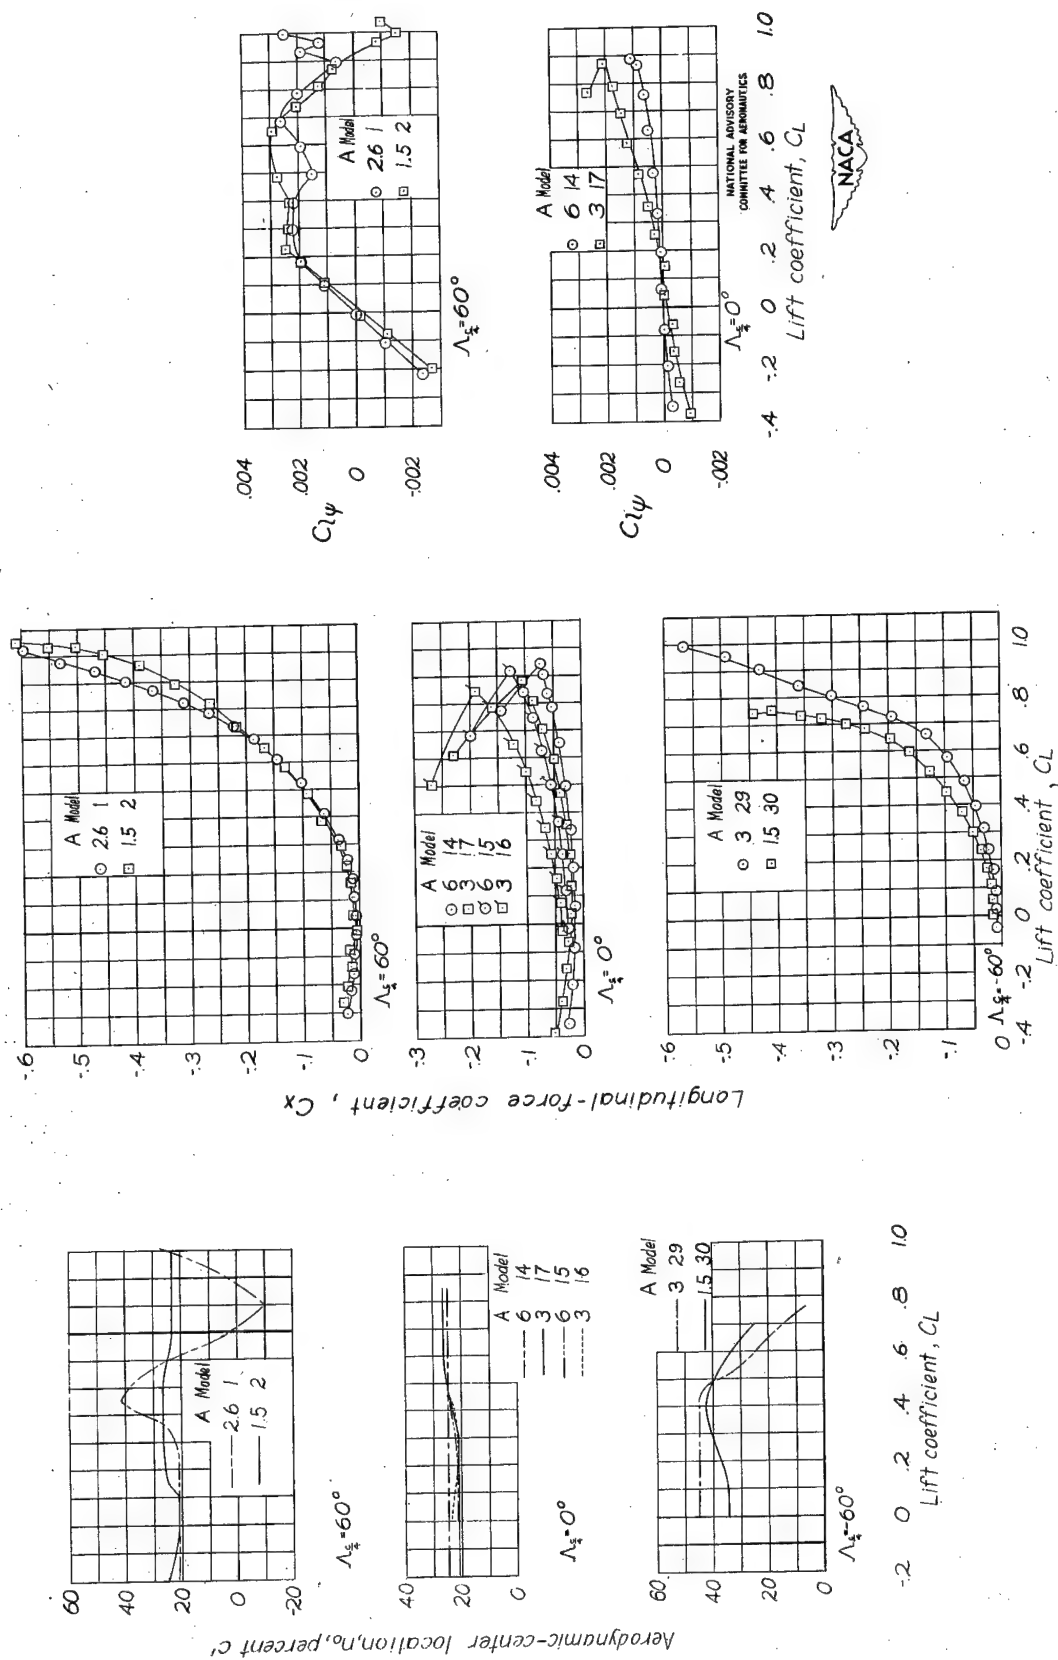 60
40
20
0
-20
A Model
2.6 1
1.5 2
Λc/4=60°
40
20
0
A Model
6 14
3 17
6 15
3 16
Λc/4=0°
60
40
20
0
A Model
3 29
1.5 30
Λc/4=-60°
-.2 0 .2 .4 .6 .8 1.0
Lift coefficient, CL
Aerodynamic-center location, n₀, percent c'
-.6
-.5
-.4
-.3
-.2
-.1
0
A Model
2.6 1
1.5 2
Λc/4=60°
-.3
-.2
-.1
0
A Model
6 14
3 17
6 15
3 16
Λc/4=0°
-.6
-.5
-.4
-.3
-.2
-.1
0
A Model
3 29
1.5 30
Λc/4=-60°
-.4 -.2 0 .2 .4 .6 .8 1.0
Lift coefficient, CL
Longitudinal-force coefficient, Cx
.004
.002
0
-.002
Clψ
A Model
2.6 1
1.5 2
Λc/4=60°
.004
.002
0
-.002
Clψ
A Model
6 14
3 17
Λc/4=0°
NATIONAL ADVISORY
COMMITTEE FOR AERONAUTICS
-.4 -.2 0 .2 .4 .6 .8 1.0
Lift coefficient, CL
NACA